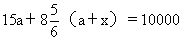 15a+8 5/6 (a+x) =10000